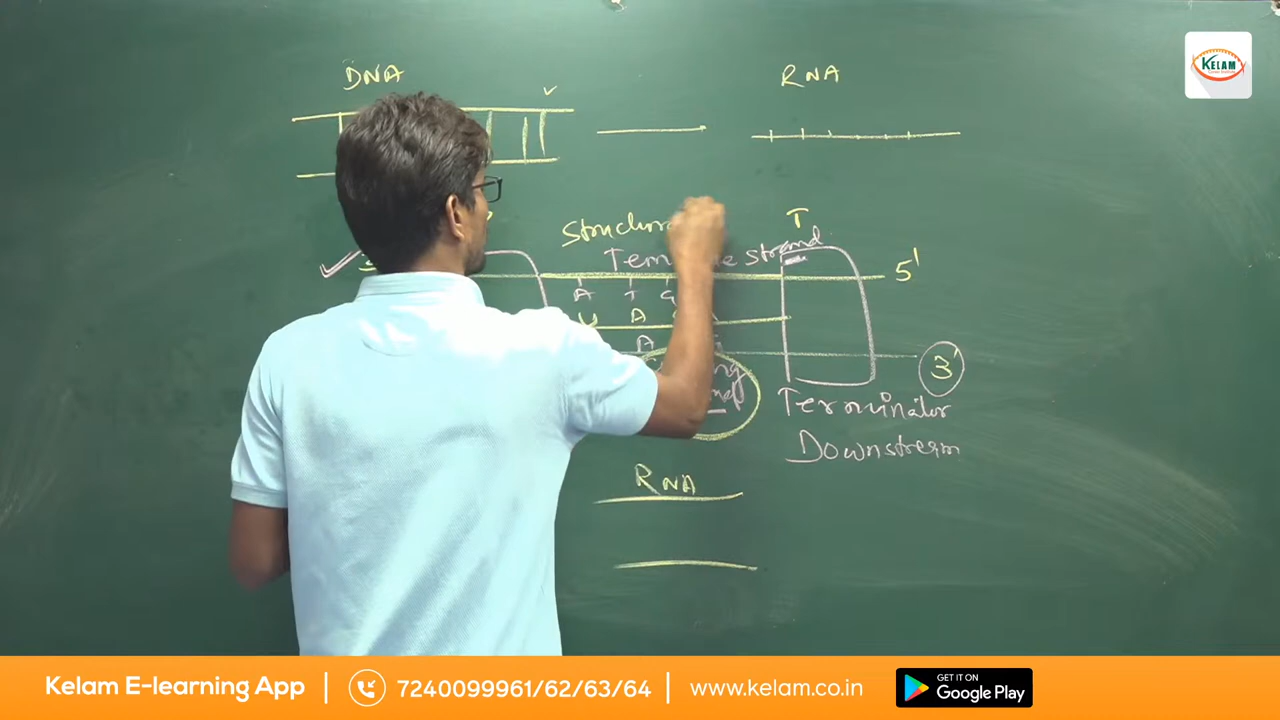 DNA
RNA
KELAM
T
Template strand
5'
A T
U A
A
3'
Terminator
Downstream
RNA
Kelam E-learning App
7240099961/62/63/64
www.kelam.co.in
GET IT ON
Google Play